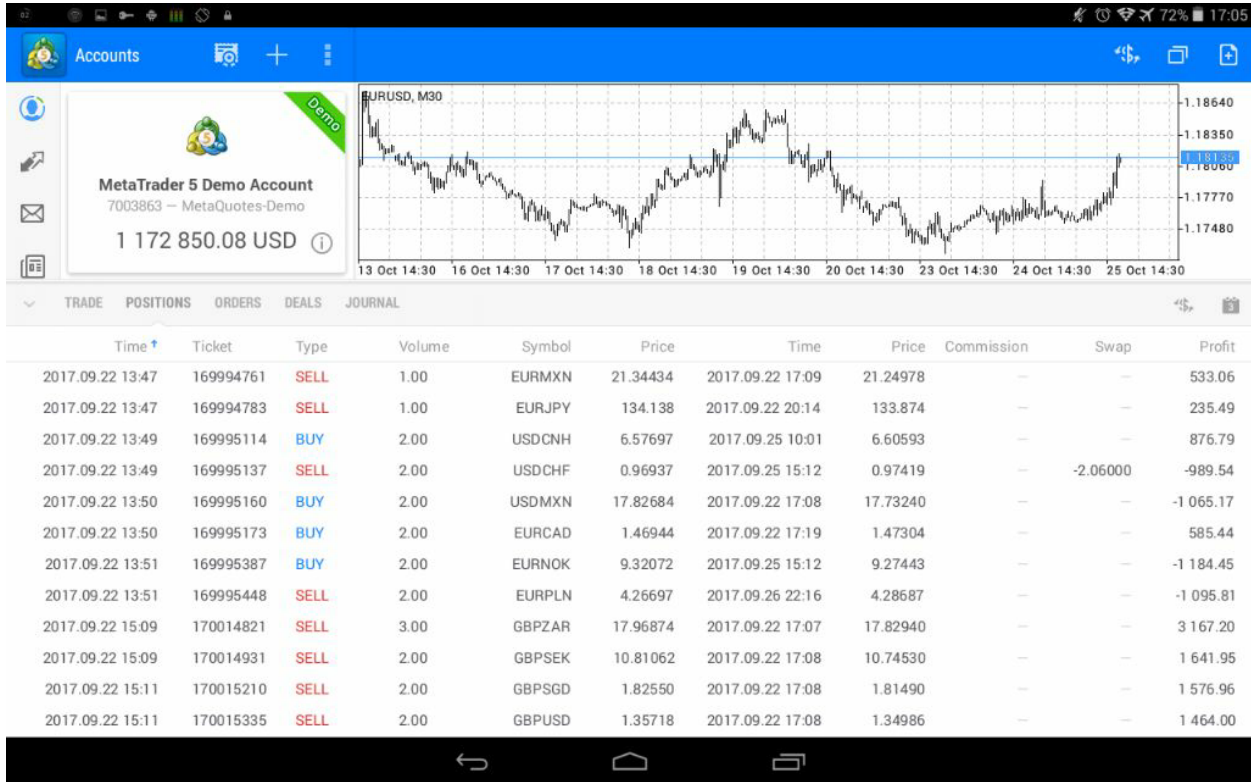 72% 17:05
Accounts
Demo
MetaTrader 5 Demo Account
7003863 — MetaQuotes-Demo
1 172 850.08 USD
EURUSD, M30
1.18640
1.18350
1.18135
1.18060
1.17770
1.17480
13 Oct 14:30 16 Oct 14:30 17 Oct 14:30 18 Oct 14:30 19 Oct 14:30 20 Oct 14:30 23 Oct 14:30 24 Oct 14:30 25 Oct 14:30
TRADE POSITIONS ORDERS DEALS JOURNAL
Time Ticket Type Volume Symbol Price Time Price Commission Swap Profit
2017.09.22 13:47 169994761 SELL 1.00 EURMXN 21.34434 2017.09.22 17:09 21.24978 — — 533.06
2017.09.22 13:47 169994783 SELL 1.00 EURJPY 134.138 2017.09.22 20:14 133.874 — — 235.49
2017.09.22 13:49 169995114 BUY 2.00 USDCNH 6.57697 2017.09.25 10:01 6.60593 — — 876.79
2017.09.22 13:49 169995137 SELL 2.00 USDCHF 0.96937 2017.09.25 15:12 0.97419 — -2.06000 -989.54
2017.09.22 13:50 169995160 BUY 2.00 USDMXN 17.82684 2017.09.22 17:08 17.73240 — — -1 065.17
2017.09.22 13:50 169995173 BUY 2.00 EURCAD 1.46944 2017.09.22 17:19 1.47304 — — 585.44
2017.09.22 13:51 169995387 BUY 2.00 EURNOK 9.32072 2017.09.25 15:12 9.27443 — — -1 184.45
2017.09.22 13:51 169995448 SELL 2.00 EURPLN 4.26697 2017.09.26 22:16 4.28687 — — -1 095.81
2017.09.22 15:09 170014821 SELL 3.00 GBPZAR 17.96874 2017.09.22 17:07 17.82940 — — 3 167.20
2017.09.22 15:09 170014931 SELL 2.00 GBPSEK 10.81062 2017.09.22 17:08 10.74530 — — 1 641.95
2017.09.22 15:11 170015210 SELL 2.00 GBPSGD 1.82550 2017.09.22 17:08 1.81490 — — 1 576.96
2017.09.22 15:11 170015335 SELL 2.00 GBPUSD 1.35718 2017.09.22 17:08 1.34986 — — 1 464.00